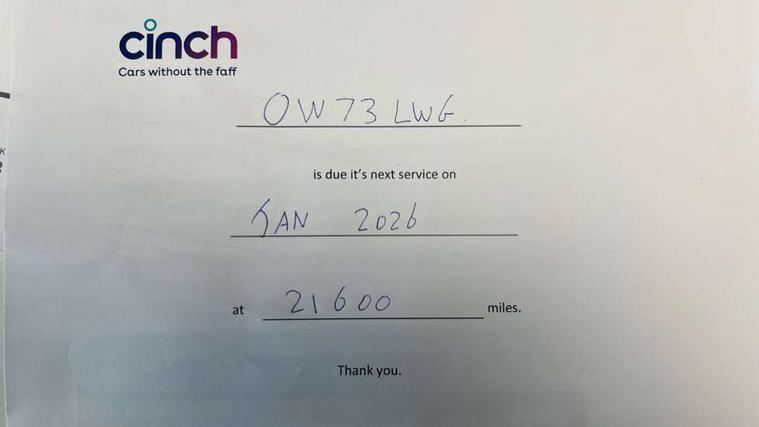 cinch
Cars without the faff
OW73 LWG.
is due it's next service on
JAN 2026
at 21600 miles.
Thank you.